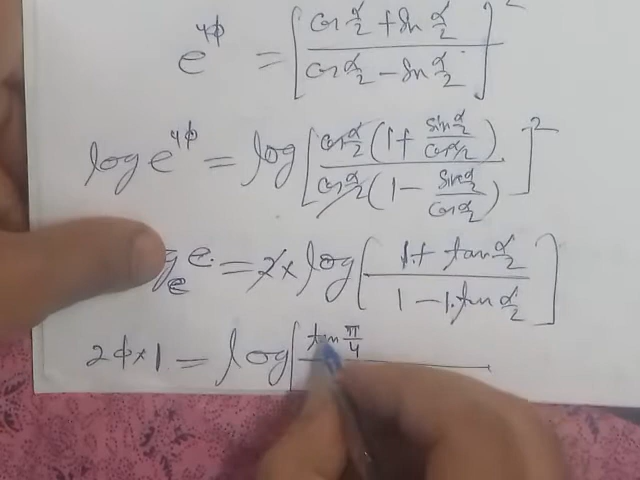 e^{4ϕ} = [(cos α/2 + sin α/2)/(cos α/2 − sin α/2)]^2
log e^{4ϕ} = log[(cos α/2 (1 + (sin α/2)/(cos α/2)))/(cos α/2 (1 − (sin α/2)/(cos α/2)))]^2
g_e e = 2 × log[(1 + tan α/2)/(1 − 1.tan α/2)]
2ϕ × 1 = log[tan π/4